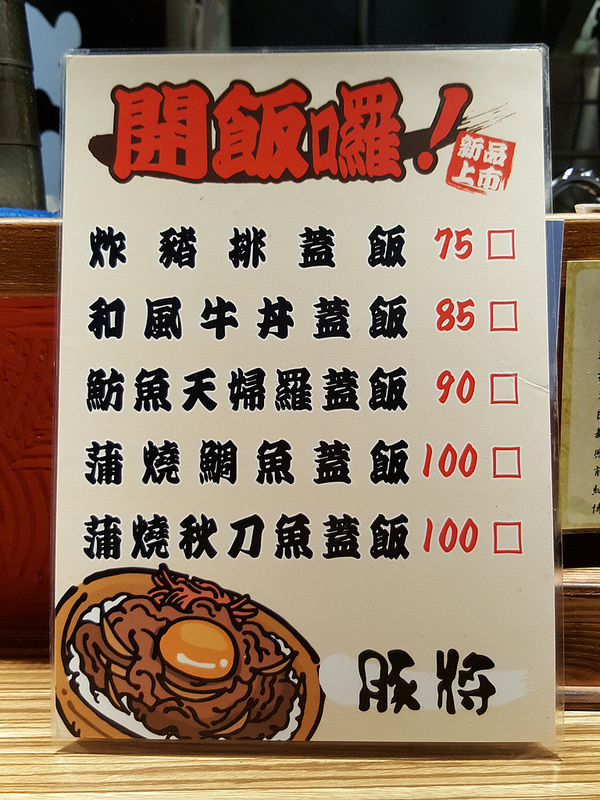 開飯囉！
新品
上市
炸豬排蓋飯 75 □
和風牛丼蓋飯 85 □
魴魚天婦羅蓋飯 90 □
蒲燒鯛魚蓋飯 100 □
蒲燒秋刀魚蓋飯 100 □
豚將